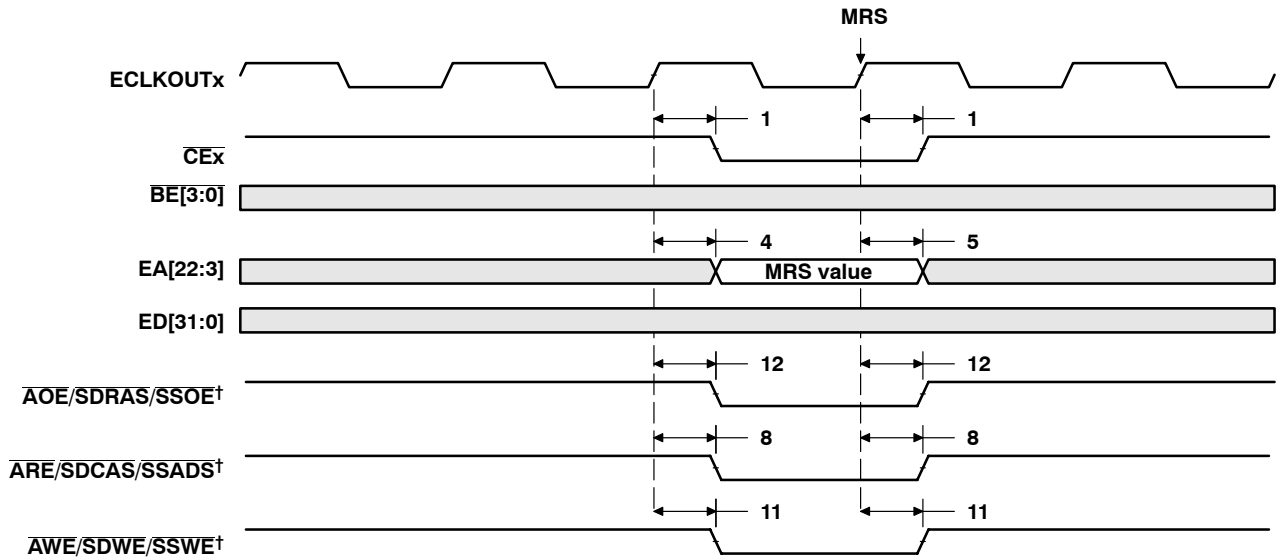 MRS
ECLKOUTx
1 1
CEx
BE[3:0]
4 5
EA[22:3] MRS value
ED[31:0]
12 12
AOE/SDRAS/SSOE†
8 8
ARE/SDCAS/SSADS†
11 11
AWE/SDWE/SSWE†